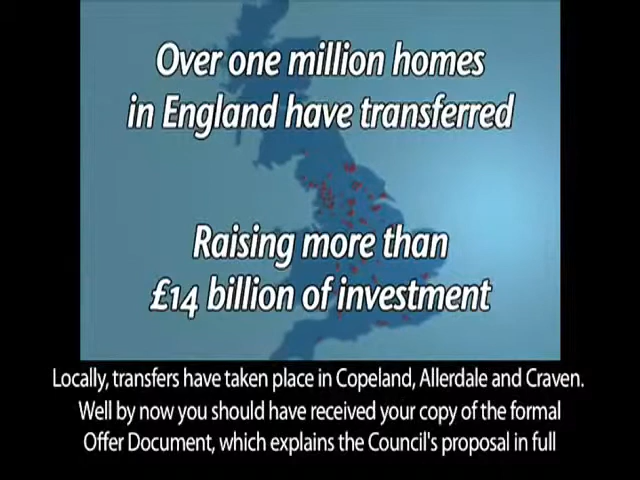 Over one million homes
in England have transferred
Raising more than
£14 billion of investment
Locally, transfers have taken place in Copeland, Allerdale and Craven.
Well by now you should have received your copy of the formal
Offer Document, which explains the Council's proposal in full